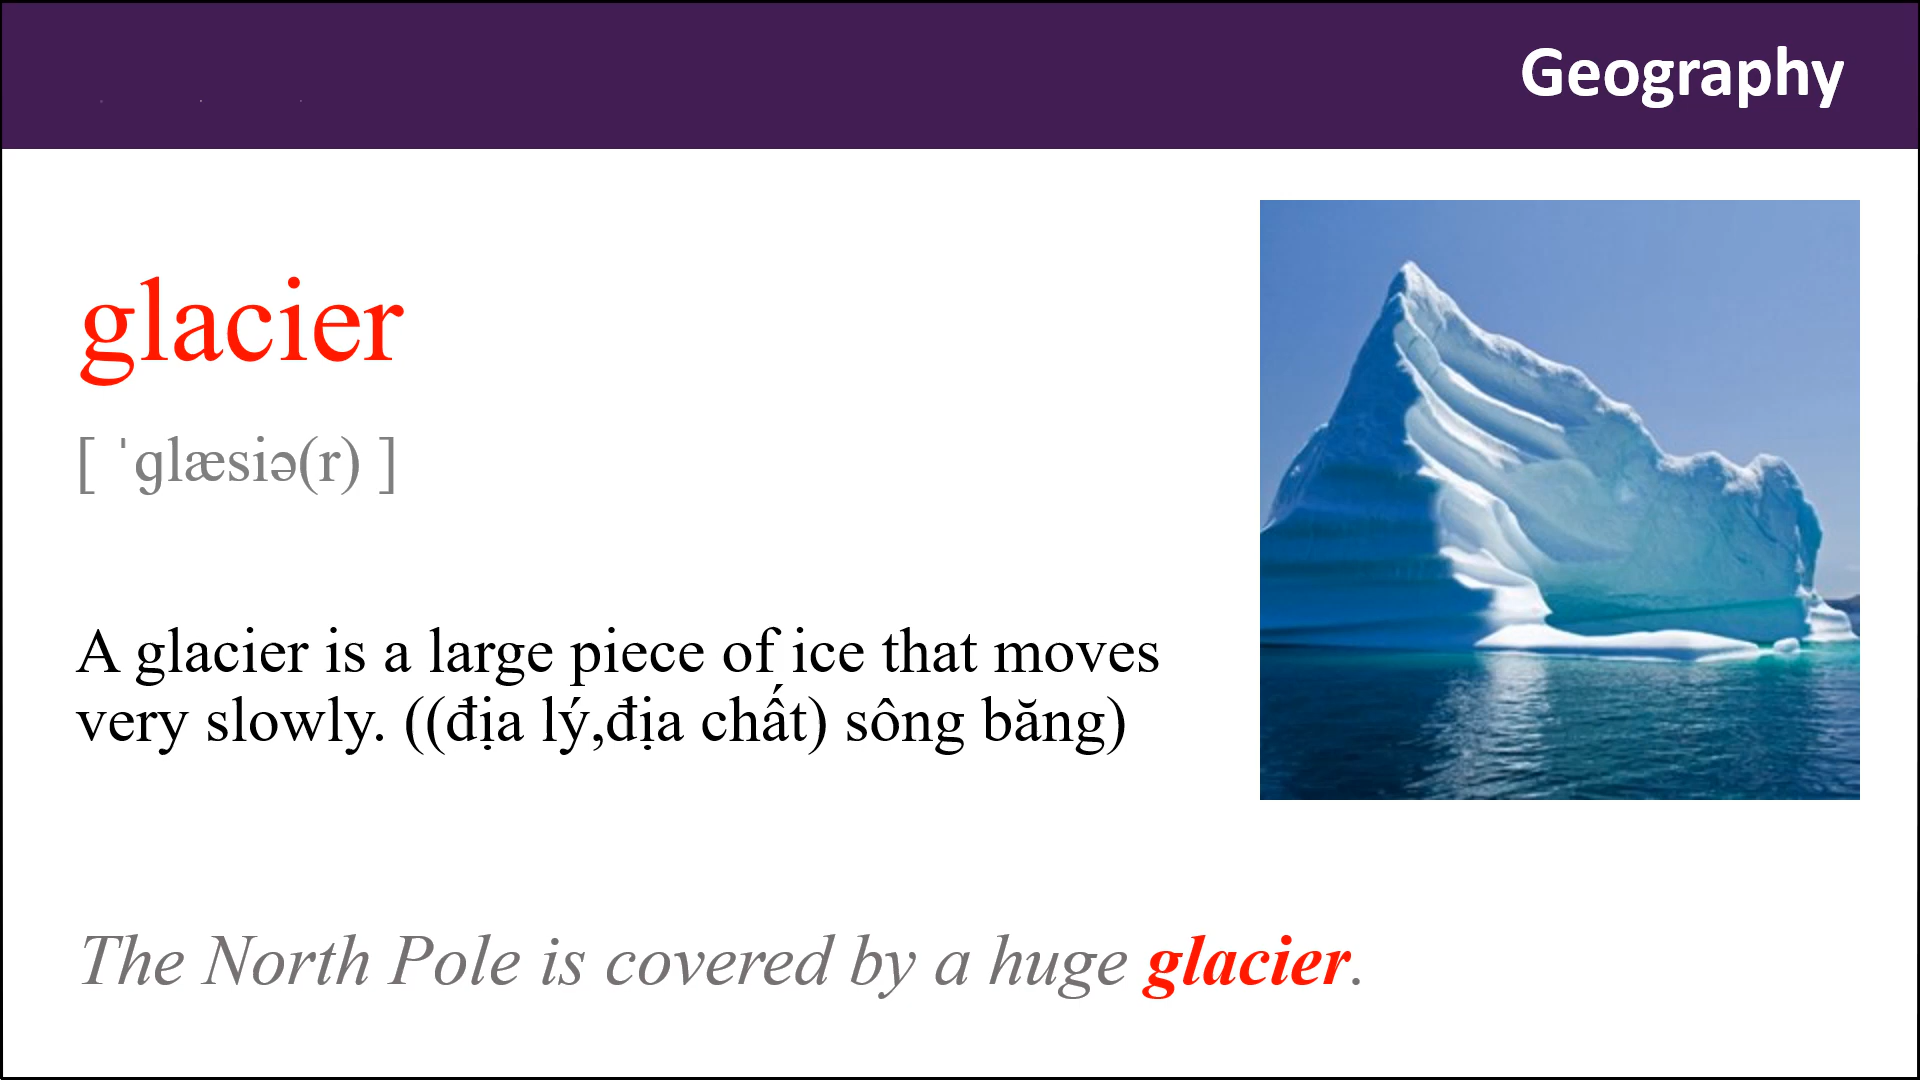 Geography
glacier
[ ˈɡlæsiə(r) ]
A glacier is a large piece of ice that moves
very slowly. ((địa lý,địa chất) sông băng)
The North Pole is covered by a huge glacier.